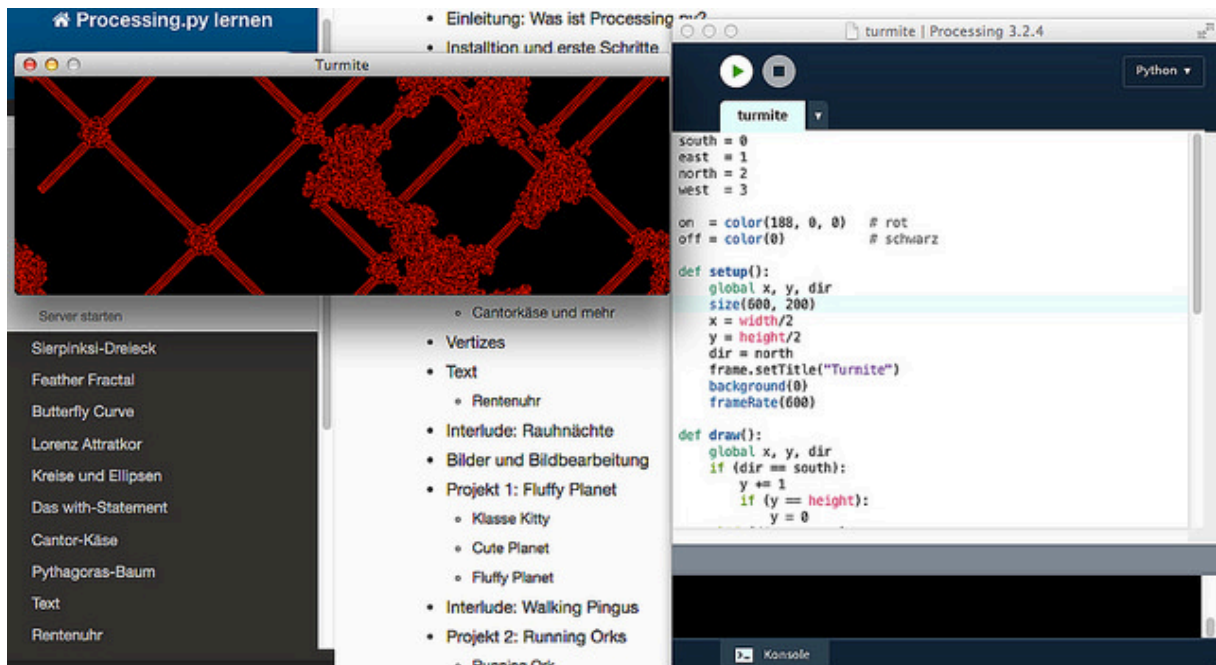 Processing.py lernen
Einleitung: Was ist Processing.py?
Installtion und erste Schritte
Turmite
Server starten
Sierpinksi-Dreieck
Feather Fractal
Butterfly Curve
Lorenz Attratkor
Kreise und Ellipsen
Das with-Statement
Cantor-Käse
Pythagoras-Baum
Text
Rentenuhr
Cantorkäse und mehr
Vertizes
Text
Rentenuhr
Interlude: Rauhnächte
Bilder und Bildbearbeitung
Projekt 1: Fluffy Planet
Klasse Kitty
Cute Planet
Fluffy Planet
Interlude: Walking Pingus
Projekt 2: Running Orks
Running Ork
turmite | Processing 3.2.4
Python
turmite
south = 0
east = 1
north = 2
west = 3
on = color(188, 0, 0) # rot
off = color(0) # schwarz
def setup():
global x, y, dir
size(600, 200)
x = width/2
y = height/2
dir = north
frame.setTitle("Turmite")
background(0)
frameRate(600)
def draw():
global x, y, dir
if (dir == south):
y += 1
if (y == height):
y = 0
Konsole